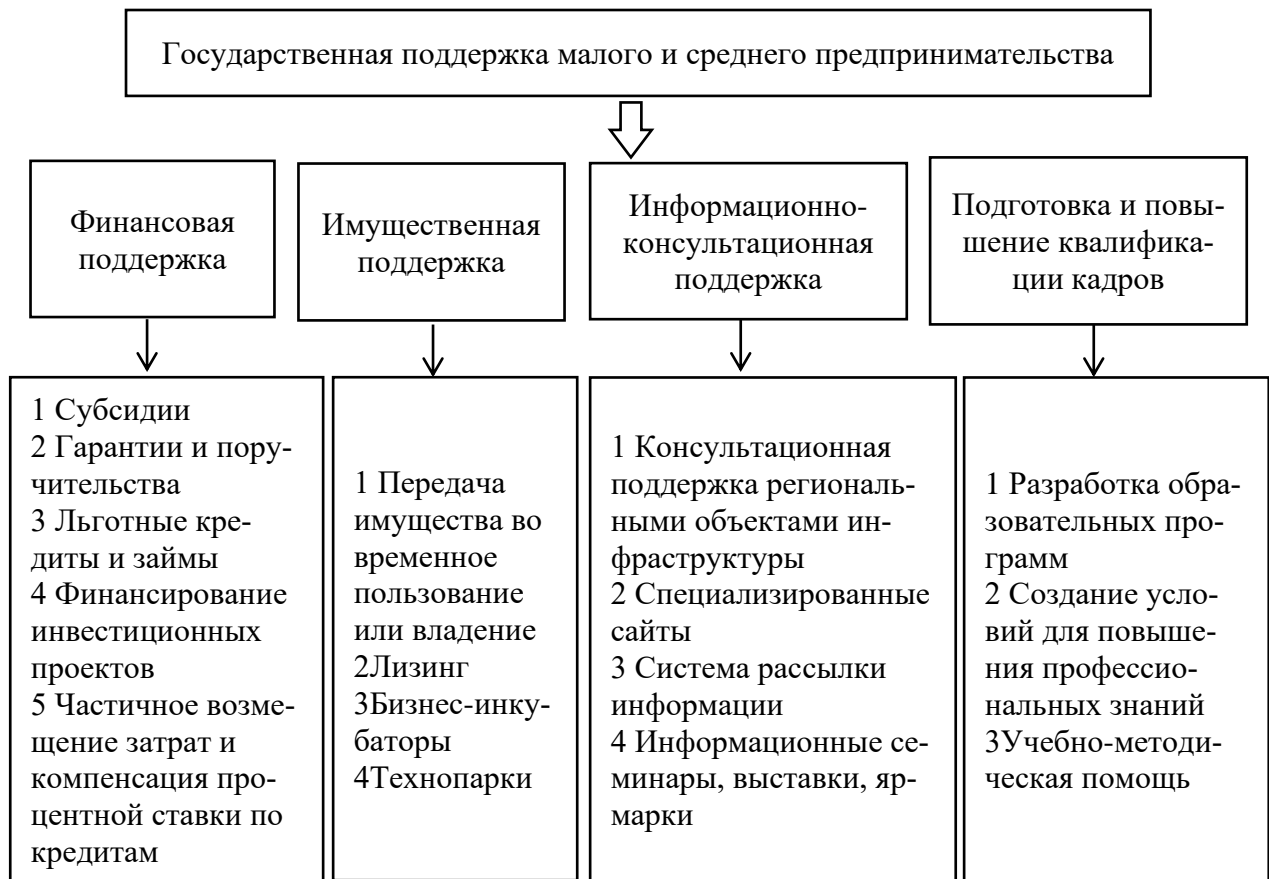 Государственная поддержка малого и среднего предпринимательства
Финансовая
поддержка
Имущественная
поддержка
Информационно-
консультационная
поддержка
Подготовка и повы-
шение квалифика-
ции кадров
1 Субсидии
2 Гарантии и пору-
чительства
3 Льготные кре-
диты и займы
4 Финансирование
инвестиционных
проектов
5 Частичное возме-
щение затрат и
компенсация про-
центной ставки по
кредитам
1 Передача
имущества во
временное
пользование
или владение
2Лизинг
3Бизнес-инку-
баторы
4Технопарки
1 Консультационная
поддержка региональ-
ными объектами ин-
фраструктуры
2 Специализированные
сайты
3 Система рассылки
информации
4 Информационные се-
минары, выставки, яр-
марки
1 Разработка обра-
зовательных про-
грамм
2 Создание усло-
вий для повыше-
ния профессио-
нальных знаний
3Учебно-методи-
ческая помощь